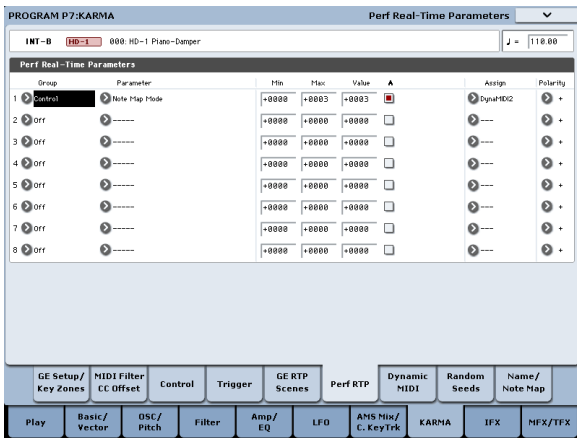 PROGRAM P7:KARMA Perf Real-Time Parameters
INT-B HD-1 000: HD-1 Piano-Damper ♩= 110.00
Perf Real-Time Parameters
Group Parameter Min Max Value A Assign Polarity
1 Control Note Map Mode +0000 +0003 +0003 DynaMIDI2 +
2 Off ----- +0000 +0000 +0000 --- +
3 Off ----- +0000 +0000 +0000 --- +
4 Off ----- +0000 +0000 +0000 --- +
5 Off ----- +0000 +0000 +0000 --- +
6 Off ----- +0000 +0000 +0000 --- +
7 Off ----- +0000 +0000 +0000 --- +
8 Off ----- +0000 +0000 +0000 --- +
GE Setup/ MIDI Filter Control Trigger GE RTP Perf RTP Dynamic Random Name/
Key Zones CC Offset Scenes MIDI Seeds Note Map
Play Basic/ OSC/ Filter Amp/ LFO AMS Mix/ KARMA IFX MFX/TFX
Vector Pitch EQ C. KeyTrk